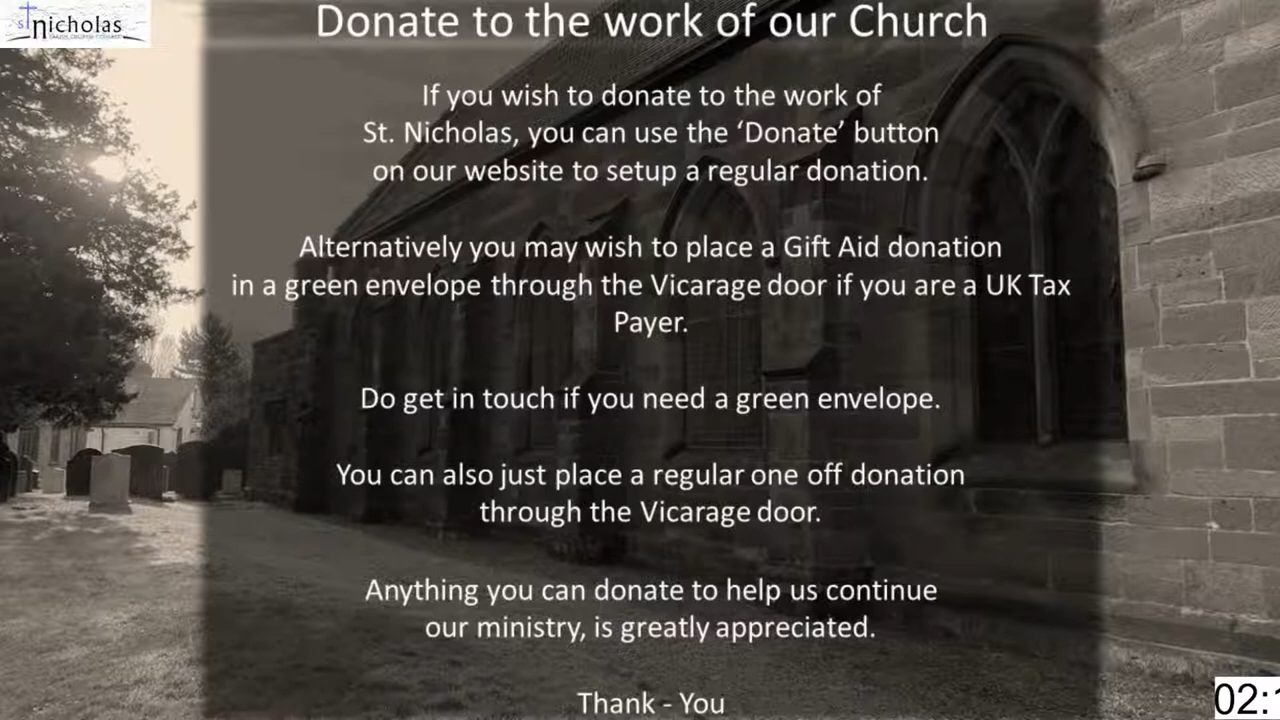 st nicholas
Donate to the work of our Church
If you wish to donate to the work of
St. Nicholas, you can use the ‘Donate’ button
on our website to setup a regular donation.
Alternatively you may wish to place a Gift Aid donation
in a green envelope through the Vicarage door if you are a UK Tax
Payer.
Do get in touch if you need a green envelope.
You can also just place a regular one off donation
through the Vicarage door.
Anything you can donate to help us continue
our ministry, is greatly appreciated.
Thank - You
02: